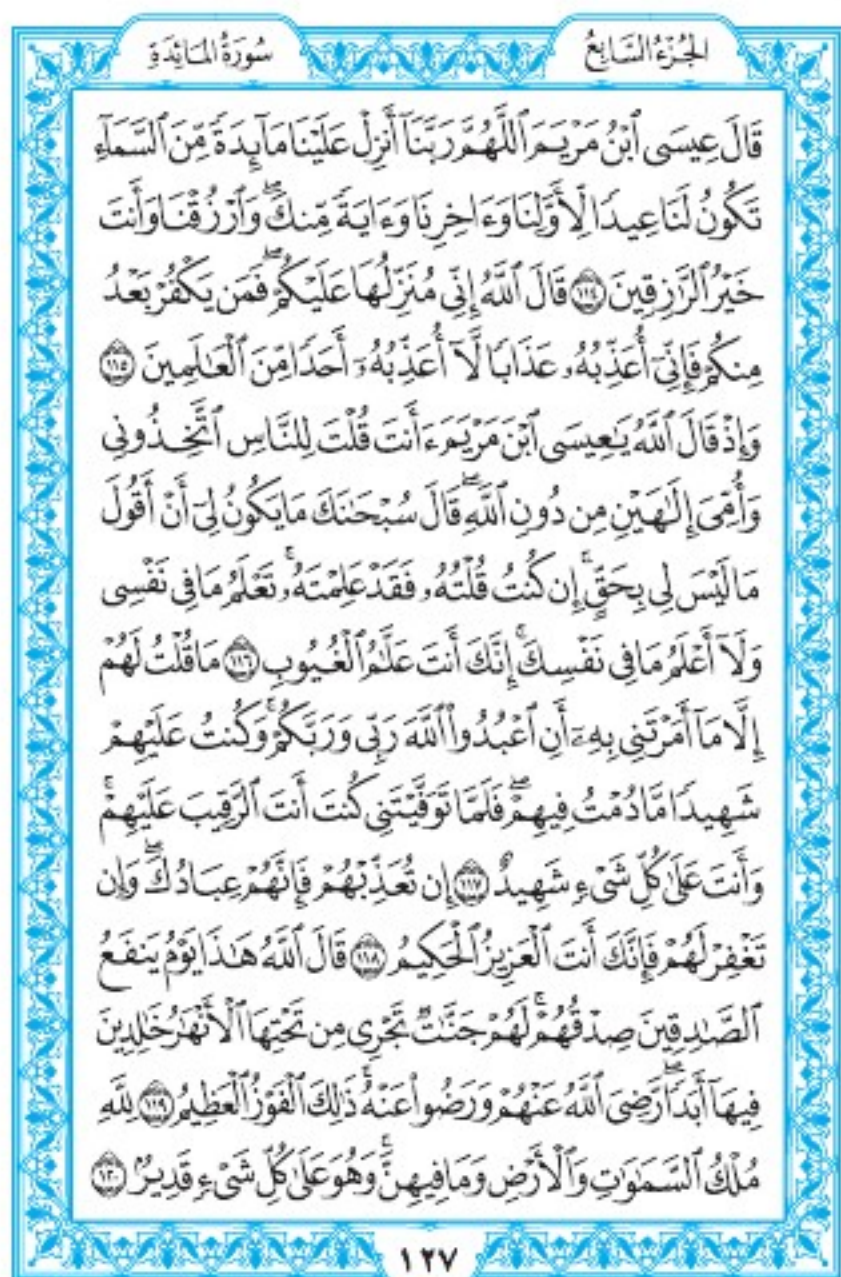 الجُزْءُ السَّابِعُ
سُورَةُ المَائِدَةِ
قَالَ عِيسَى ٱبْنُ مَرْيَمَ ٱللَّهُمَّ رَبَّنَآ أَنزِلْ عَلَيْنَا مَآئِدَةً مِّنَ ٱلسَّمَآءِ
تَكُونُ لَنَا عِيدًا لِّأَوَّلِنَا وَءَاخِرِنَا وَءَايَةً مِّنكَۖ وَٱرْزُقْنَا وَأَنتَ
خَيْرُ ٱلرَّٰزِقِينَ ١١٤ قَالَ ٱللَّهُ إِنِّي مُنَزِّلُهَا عَلَيْكُمْۖ فَمَن يَكْفُرْ بَعْدُ
مِنكُمْ فَإِنِّيٓ أُعَذِّبُهُۥ عَذَابًا لَّآ أُعَذِّبُهُۥٓ أَحَدًا مِّنَ ٱلْعَٰلَمِينَ ١١٥
وَإِذْ قَالَ ٱللَّهُ يَٰعِيسَى ٱبْنَ مَرْيَمَ ءَأَنتَ قُلْتَ لِلنَّاسِ ٱتَّخِذُونِي
وَأُمِّيَ إِلَٰهَيْنِ مِن دُونِ ٱللَّهِۖ قَالَ سُبْحَٰنَكَ مَا يَكُونُ لِيٓ أَنْ أَقُولَ
مَا لَيْسَ لِي بِحَقٍّۚ إِن كُنتُ قُلْتُهُۥ فَقَدْ عَلِمْتَهُۥۚ تَعْلَمُ مَا فِي نَفْسِي
وَلَآ أَعْلَمُ مَا فِي نَفْسِكَۚ إِنَّكَ أَنتَ عَلَّٰمُ ٱلْغُيُوبِ ١١٦ مَا قُلْتُ لَهُمْ
إِلَّا مَآ أَمَرْتَنِي بِهِۦٓ أَنِ ٱعْبُدُوا۟ ٱللَّهَ رَبِّي وَرَبَّكُمْۚ وَكُنتُ عَلَيْهِمْ
شَهِيدًا مَّا دُمْتُ فِيهِمْۖ فَلَمَّا تَوَفَّيْتَنِي كُنتَ أَنتَ ٱلرَّقِيبَ عَلَيْهِمْۚ
وَأَنتَ عَلَىٰ كُلِّ شَيْءٍ شَهِيدٌ ١١٧ إِن تُعَذِّبْهُمْ فَإِنَّهُمْ عِبَادُكَۖ وَإِن
تَغْفِرْ لَهُمْ فَإِنَّكَ أَنتَ ٱلْعَزِيزُ ٱلْحَكِيمُ ١١٨ قَالَ ٱللَّهُ هَٰذَا يَوْمُ يَنفَعُ
ٱلصَّٰدِقِينَ صِدْقُهُمْۚ لَهُمْ جَنَّٰتٌ تَجْرِي مِن تَحْتِهَا ٱلْأَنْهَٰرُ خَٰلِدِينَ
فِيهَآ أَبَدًاۖ رَّضِيَ ٱللَّهُ عَنْهُمْ وَرَضُوا۟ عَنْهُۚ ذَٰلِكَ ٱلْفَوْزُ ٱلْعَظِيمُ ١١٩ لِلَّهِ
مُلْكُ ٱلسَّمَٰوَٰتِ وَٱلْأَرْضِ وَمَا فِيهِنَّۚ وَهُوَ عَلَىٰ كُلِّ شَيْءٍ قَدِيرٌۢ ١٢٠
١٢٧